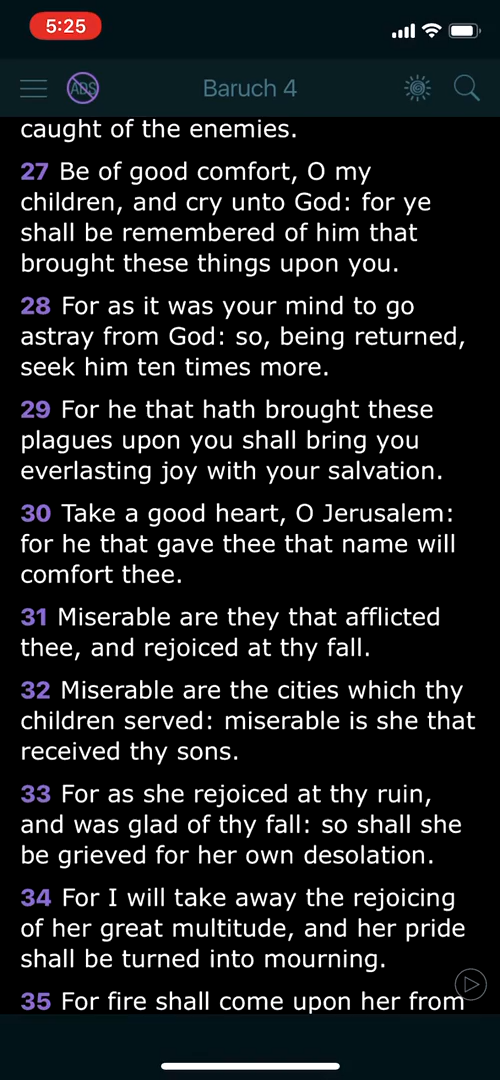 5:25
ADS
Baruch 4
caught of the enemies.
27 Be of good comfort, O my
children, and cry unto God: for ye
shall be remembered of him that
brought these things upon you.
28 For as it was your mind to go
astray from God: so, being returned,
seek him ten times more.
29 For he that hath brought these
plagues upon you shall bring you
everlasting joy with your salvation.
30 Take a good heart, O Jerusalem:
for he that gave thee that name will
comfort thee.
31 Miserable are they that afflicted
thee, and rejoiced at thy fall.
32 Miserable are the cities which thy
children served: miserable is she that
received thy sons.
33 For as she rejoiced at thy ruin,
and was glad of thy fall: so shall she
be grieved for her own desolation.
34 For I will take away the rejoicing
of her great multitude, and her pride
shall be turned into mourning.
35 For fire shall come upon her from